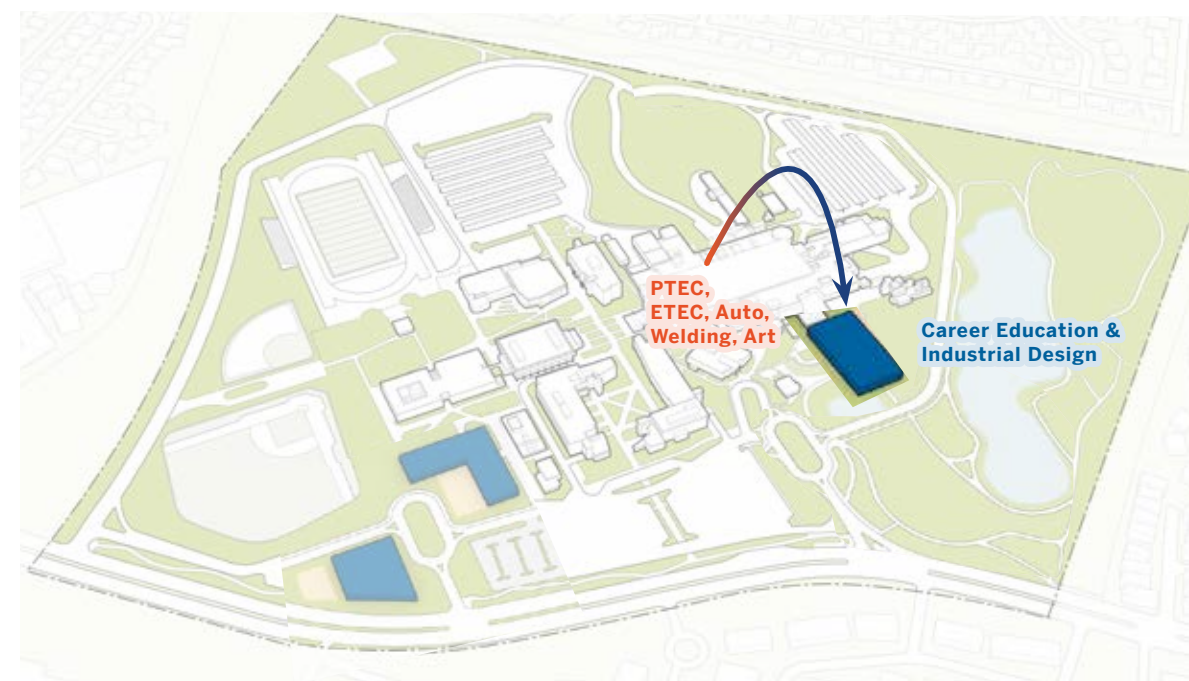 PTEC,
ETEC, Auto,
Welding, Art
Career Education &
Industrial Design